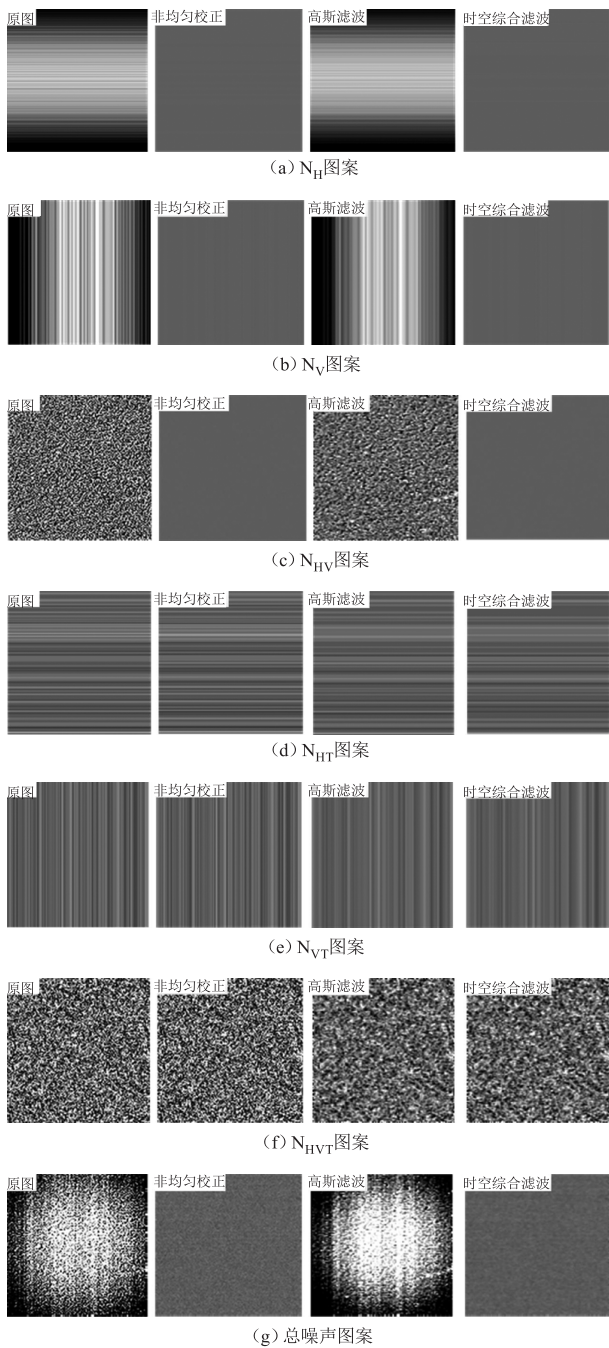 原图 非均匀校正 高斯滤波 时空综合滤波
(a) NH图案
原图 非均匀校正 高斯滤波 时空综合滤波
(b) NV图案
原图 非均匀校正 高斯滤波 时空综合滤波
(c) NHV图案
原图 非均匀校正 高斯滤波 时空综合滤波
(d) NHT图案
原图 非均匀校正 高斯滤波 时空综合滤波
(e) NVT图案
原图 非均匀校正 高斯滤波 时空综合滤波
(f) NHVT图案
原图 非均匀校正 高斯滤波 时空综合滤波
(g) 总噪声图案